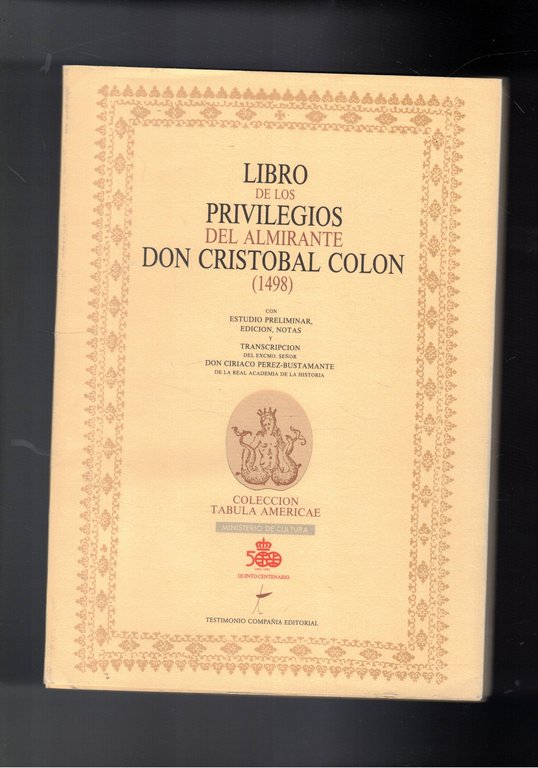 LIBRO
DE LOS
PRIVILEGIOS
DEL ALMIRANTE
DON CRISTOBAL COLON
(1498)
CON
ESTUDIO PRELIMINAR,
EDICION, NOTAS
Y
TRANSCRIPCION
DEL EXCMO. SEÑOR
DON CIRIACO PEREZ-BUSTAMANTE
DE LA REAL ACADEMIA DE LA HISTORIA
COLECCION
TABULA AMERICAE
MINISTERIO DE CULTURA
500
QUINTO CENTENARIO
TESTIMONIO COMPAÑIA EDITORIAL